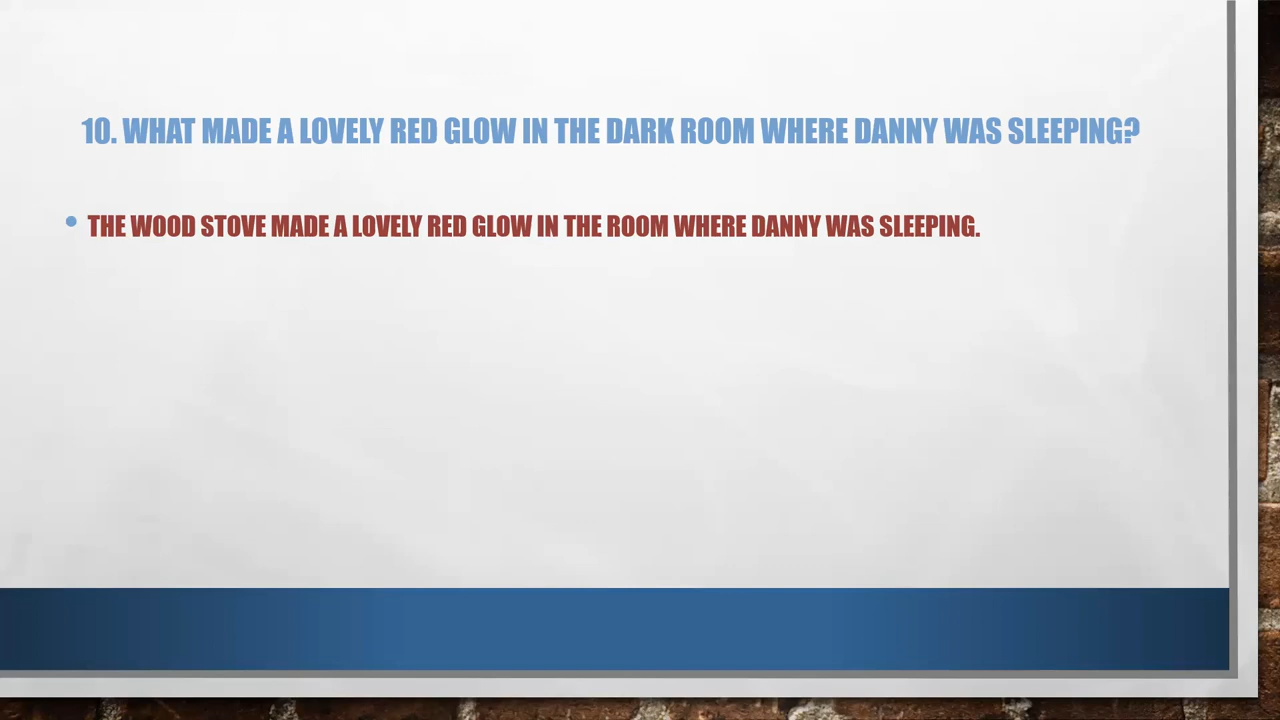 10. WHAT MADE A LOVELY RED GLOW IN THE DARK ROOM WHERE DANNY WAS SLEEPING?
• THE WOOD STOVE MADE A LOVELY RED GLOW IN THE ROOM WHERE DANNY WAS SLEEPING.